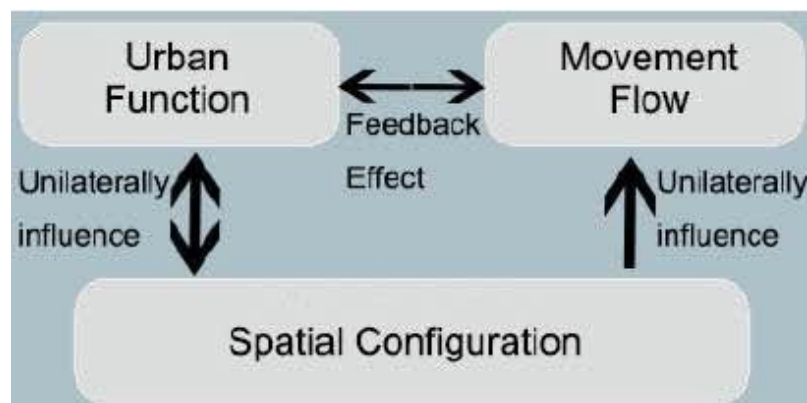 Urban
Function
Movement
Flow
Feedback
Effect
Unilaterally
influence
Unilaterally
influence
Spatial Configuration